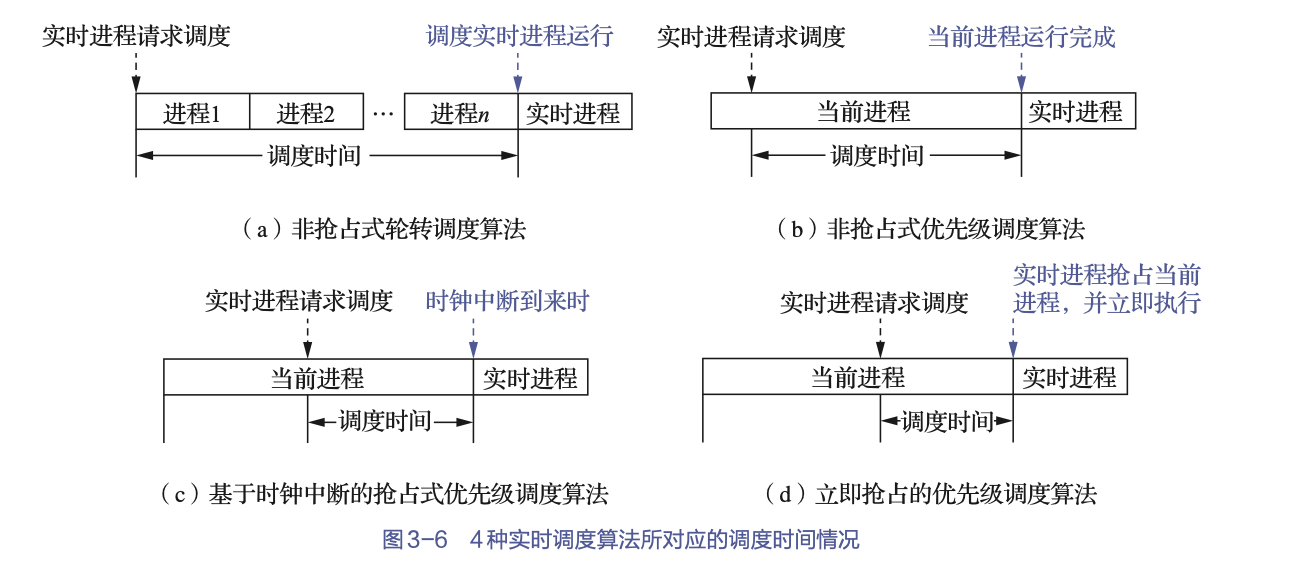 实时进程请求调度
调度实时进程运行
进程1 进程2 … 进程n 实时进程
调度时间
（a）非抢占式轮转调度算法
实时进程请求调度
当前进程运行完成
当前进程 实时进程
调度时间
（b）非抢占式优先级调度算法
实时进程请求调度
时钟中断到来时
当前进程 实时进程
调度时间
（c）基于时钟中断的抢占式优先级调度算法
实时进程请求调度
实时进程抢占当前
进程，并立即执行
当前进程 实时进程
调度时间
（d）立即抢占的优先级调度算法
图3-6 4种实时调度算法所对应的调度时间情况